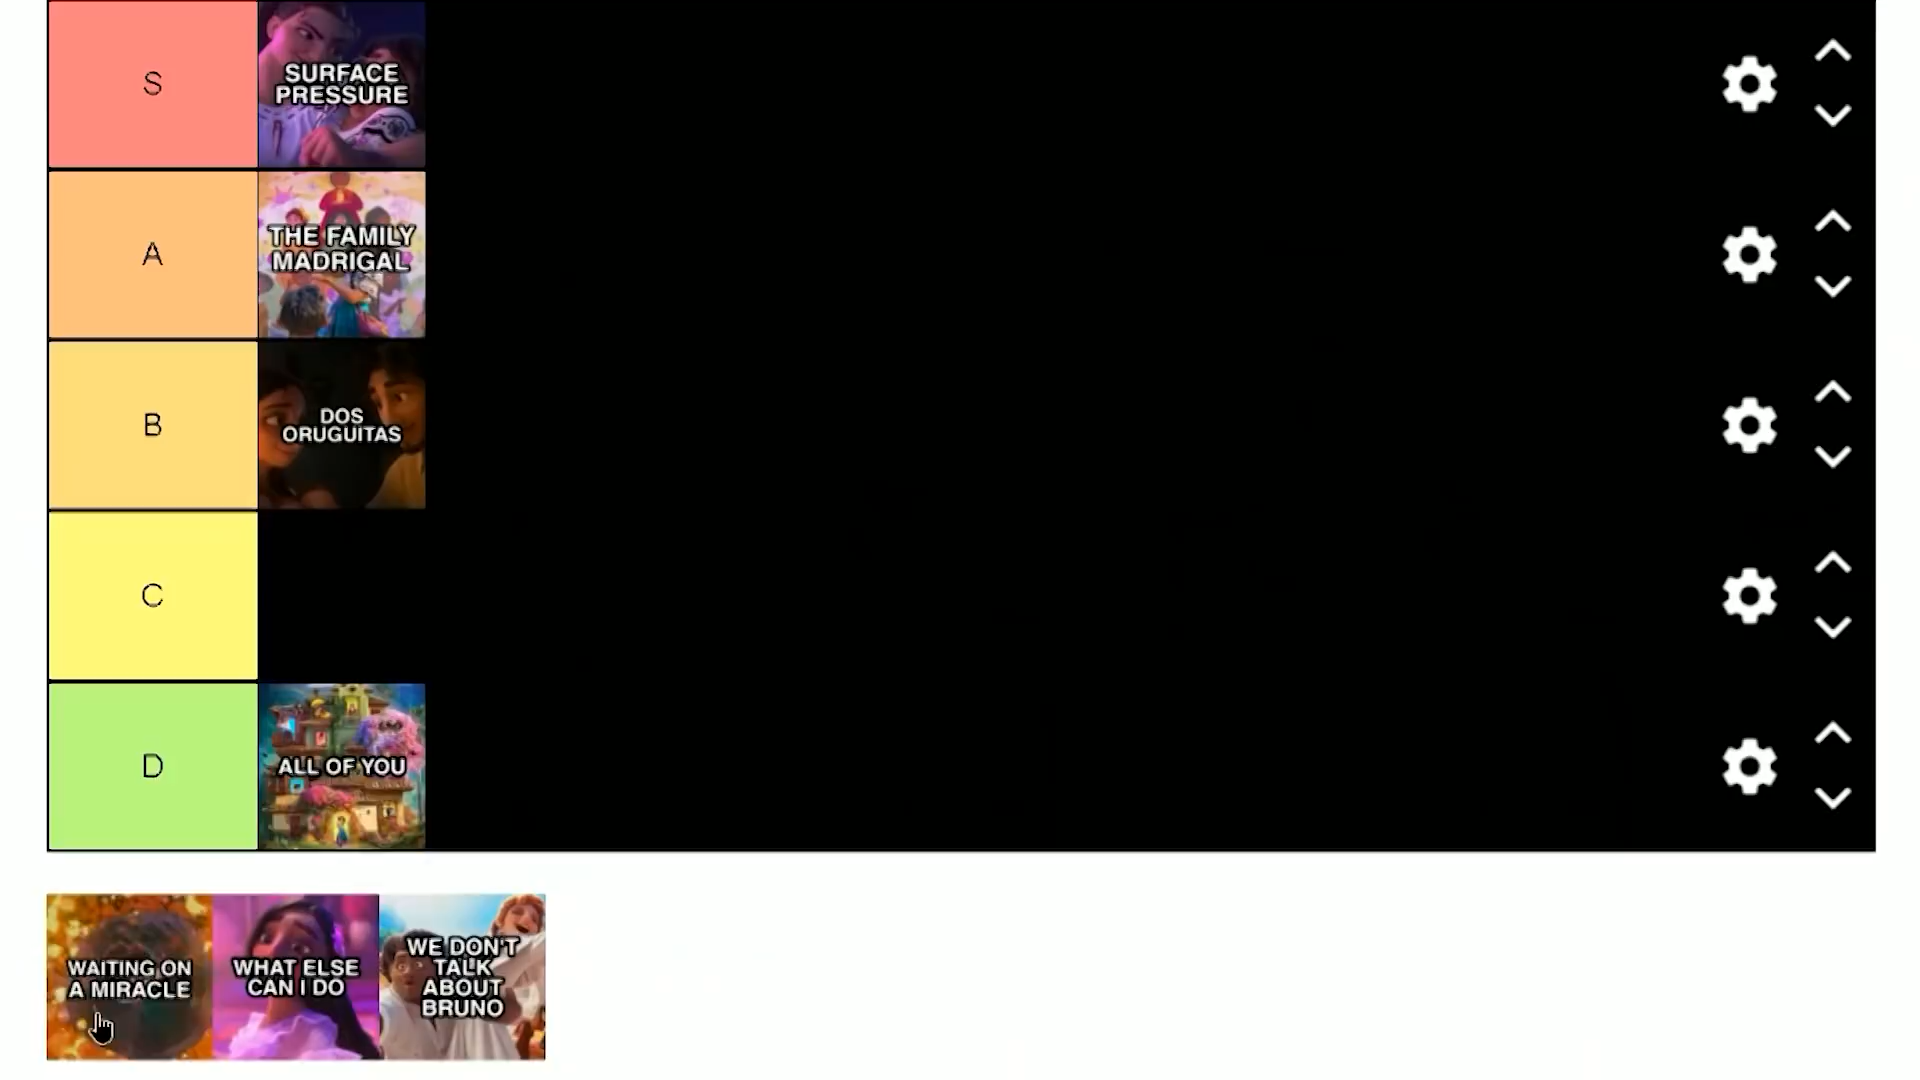 S
SURFACE
PRESSURE
A
THE FAMILY
MADRIGAL
B
DOS
ORUGUITAS
C
D
ALL OF YOU
WAITING ON
A MIRACLE
WHAT ELSE
CAN I DO
WE DON'T
TALK
ABOUT
BRUNO